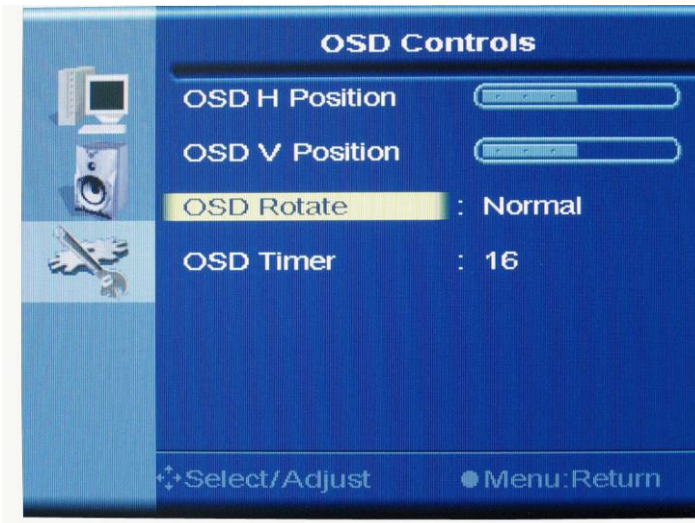 OSD Controls
OSD H Position
OSD V Position
OSD Rotate : Normal
OSD Timer : 16
Select/Adjust Menu:Return